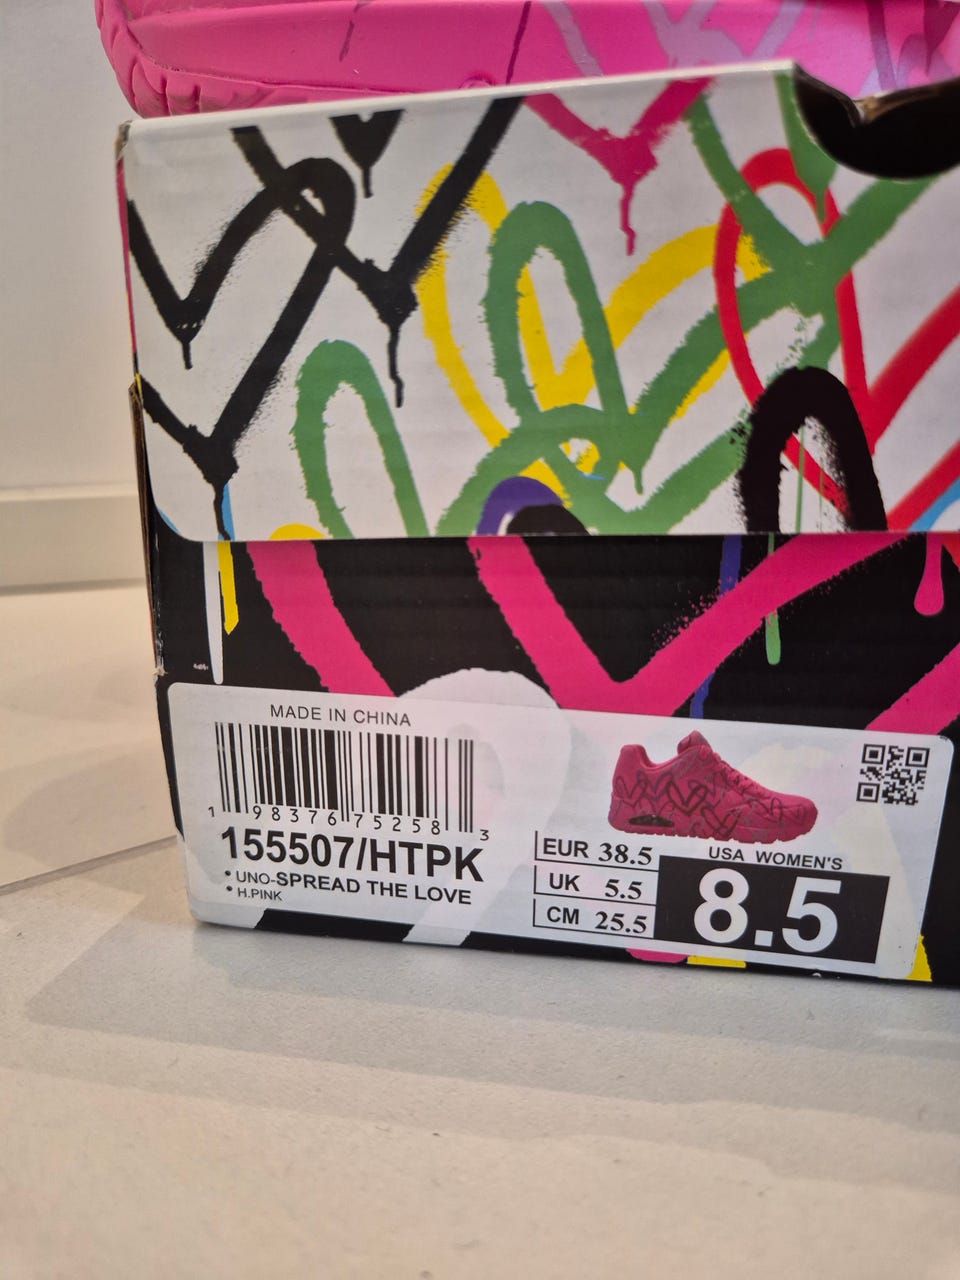 MADE IN CHINA
1 98376 75258 3
155507/HTPK
• UNO-SPREAD THE LOVE
• H.PINK
EUR 38.5
UK 5.5
CM 25.5
USA WOMEN'S
8.5